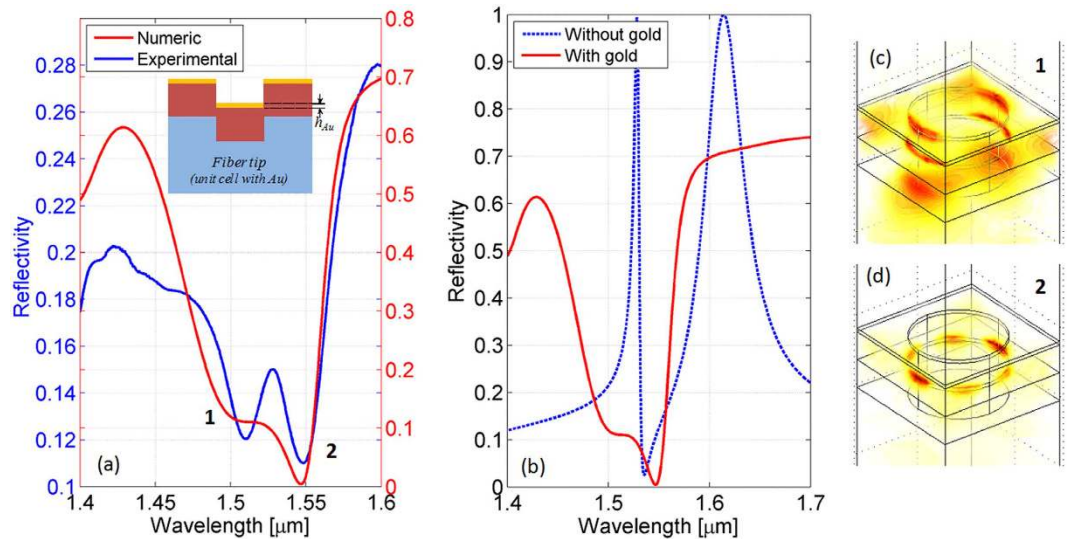 Numeric
Experimental
Reflectivity
0.28
0.26
0.24
0.22
0.2
0.18
0.16
0.14
0.12
0.1
0.8
0.7
0.6
0.5
0.4
0.3
0.2
0.1
0
h_Au
Fiber tip
(unit cell with Au)
1
2
(a)
1.4
1.45
1.5
1.55
1.6
Wavelength [μm]
Without gold
With gold
Reflectivity
1
0.9
0.8
0.7
0.6
0.5
0.4
0.3
0.2
0.1
0
(b)
1.4
1.5
1.6
1.7
Wavelength [μm]
(c)
1
(d)
2